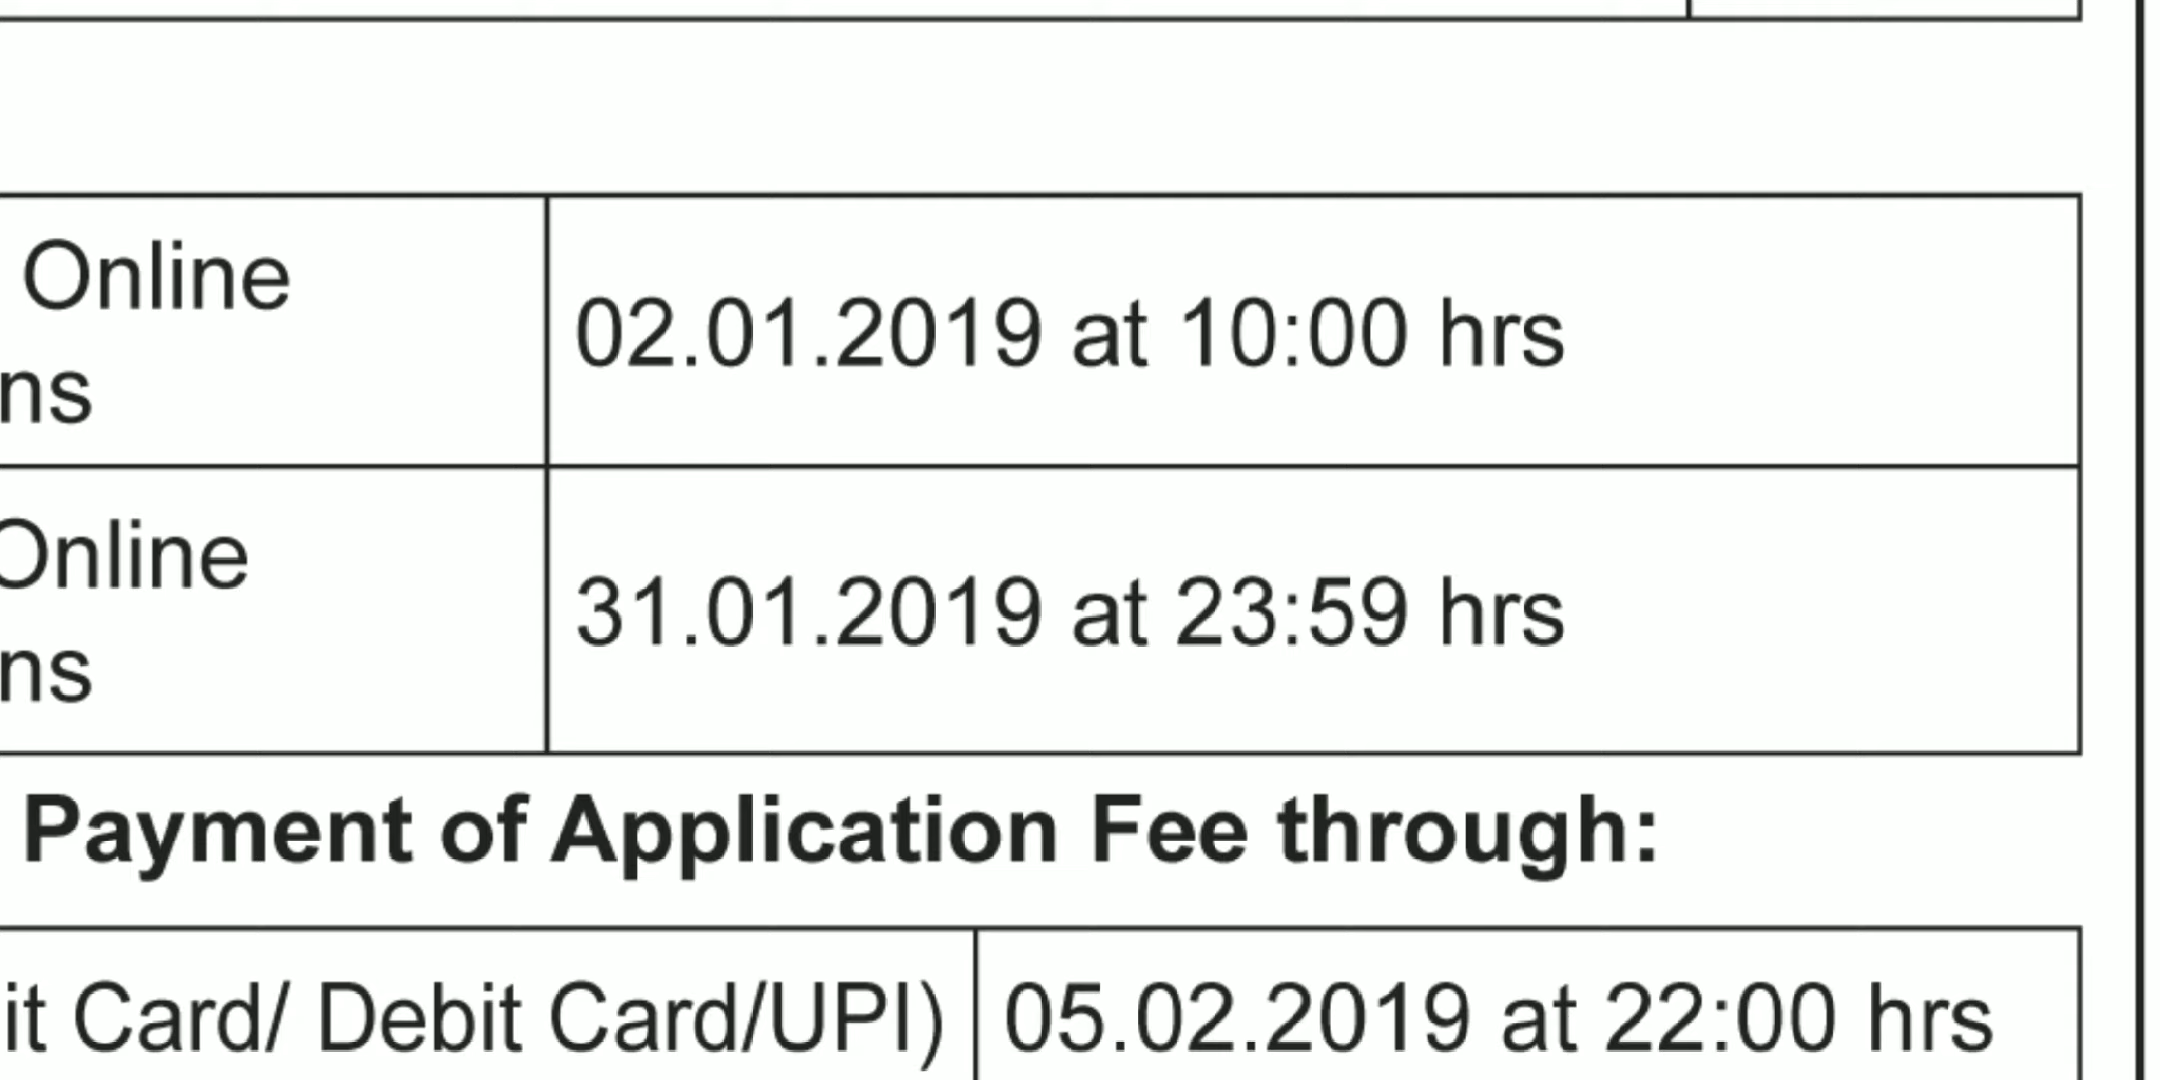 Online
ns
02.01.2019 at 10:00 hrs
Online
ns
31.01.2019 at 23:59 hrs
Payment of Application Fee through:
it Card/ Debit Card/UPI)
05.02.2019 at 22:00 hrs